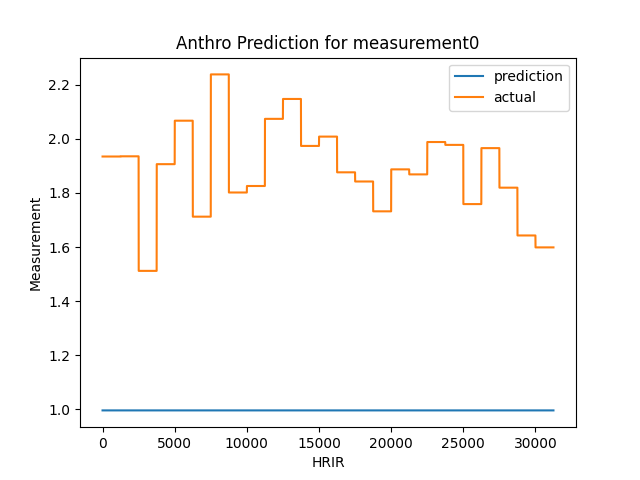 Anthro Prediction for measurement0
prediction
actual
Measurement
2.2
2.0
1.8
1.6
1.4
1.2
1.0
0 5000 10000 15000 20000 25000 30000
HRIR